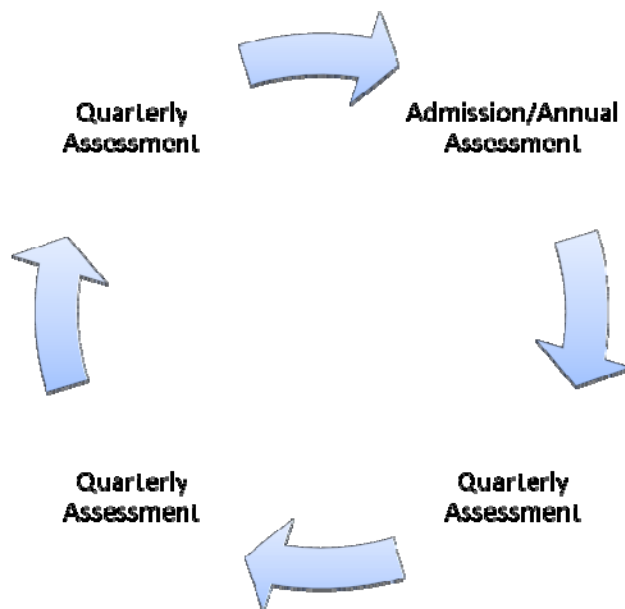 Quarterly
Assessment
Admission/Annual
Assessment
Quarterly
Assessment
Quarterly
Assessment